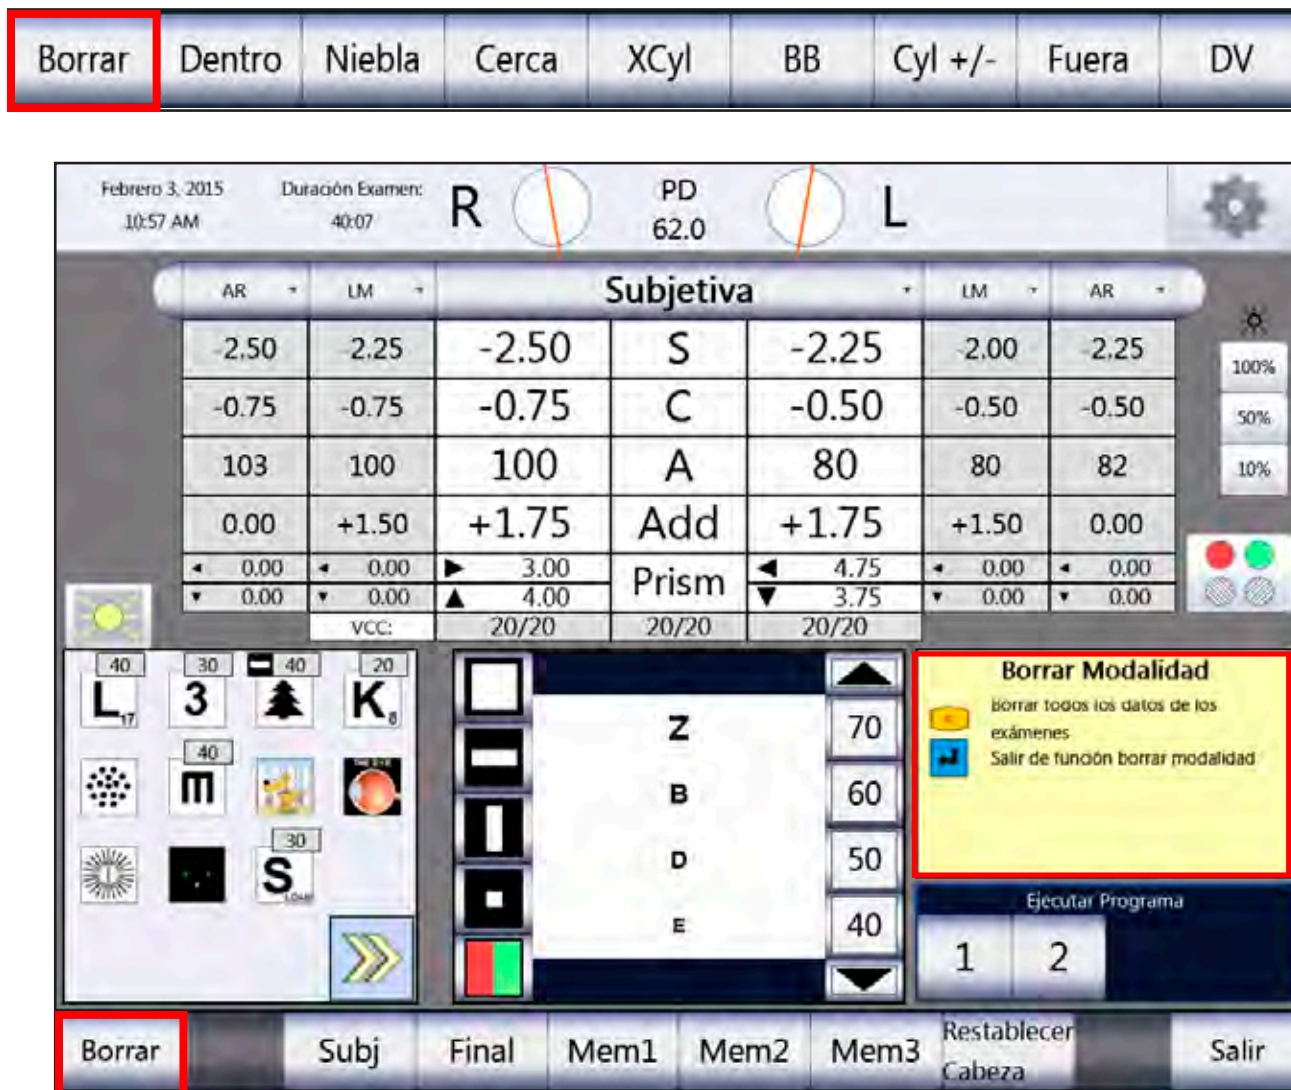 Borrar Dentro Niebla Cerca XCyl BB Cyl +/- Fuera DV
Febrero 3, 2015 Duración Examen: R PD L
10:57 AM 40:07 62.0
AR LM Subjetiva LM AR
-2.50 -2.25 -2.50 S -2.25 -2.00 -2.25
100%
-0.75 -0.75 -0.75 C -0.50 -0.50 -0.50
50%
103 100 100 A 80 80 82
10%
0.00 +1.50 +1.75 Add +1.75 +1.50 0.00
0.00 0.00 3.00 Prism 4.75 0.00 0.00
0.00 0.00 4.00 3.75 0.00 0.00
VCC: 20/20 20/20 20/20
40 30 40 20
L 17 3 K 8
40
m
30
S
Z
B
D
E
70
60
50
40
Borrar Modalidad
Borrar todos los datos de los
exámenes
Salir de función borrar modalidad
Ejecutar Programa
1 2
Borrar Subj Final Mem1 Mem2 Mem3 Restablecer
Cabeza Salir